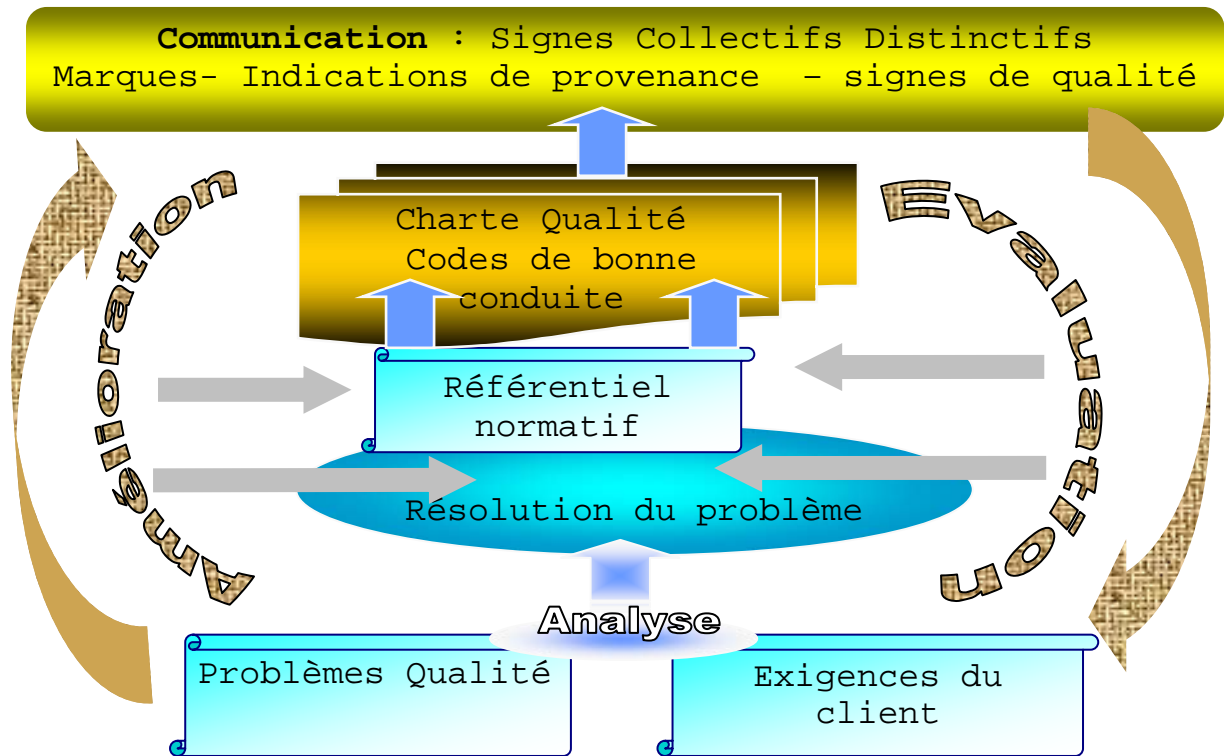 Communication : Signes Collectifs Distinctifs
Marques- Indications de provenance – signes de qualité
Amélioration
Evaluation
Charte Qualité
Codes de bonne
conduite
Référentiel
normatif
Résolution du problème
Analyse
Problèmes Qualité
Exigences du
client